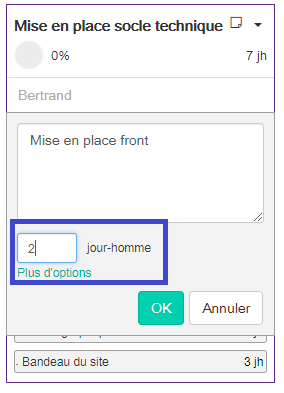 Mise en place socle technique
0% 7 jh
Bertrand
Mise en place front
2 jour-homme
Plus d'options
OK Annuler
. Bandeau du site 3 jh